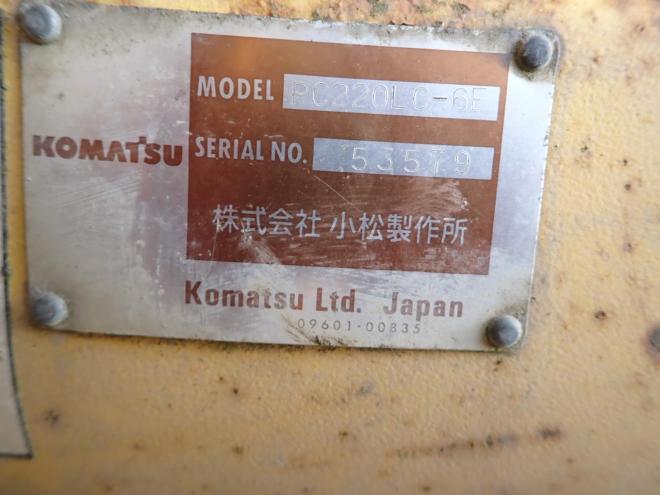 MODEL PC220LC-6E
KOMATSU
SERIAL NO. 53579
株式会社 小松製作所
Komatsu Ltd. Japan
09601-00835